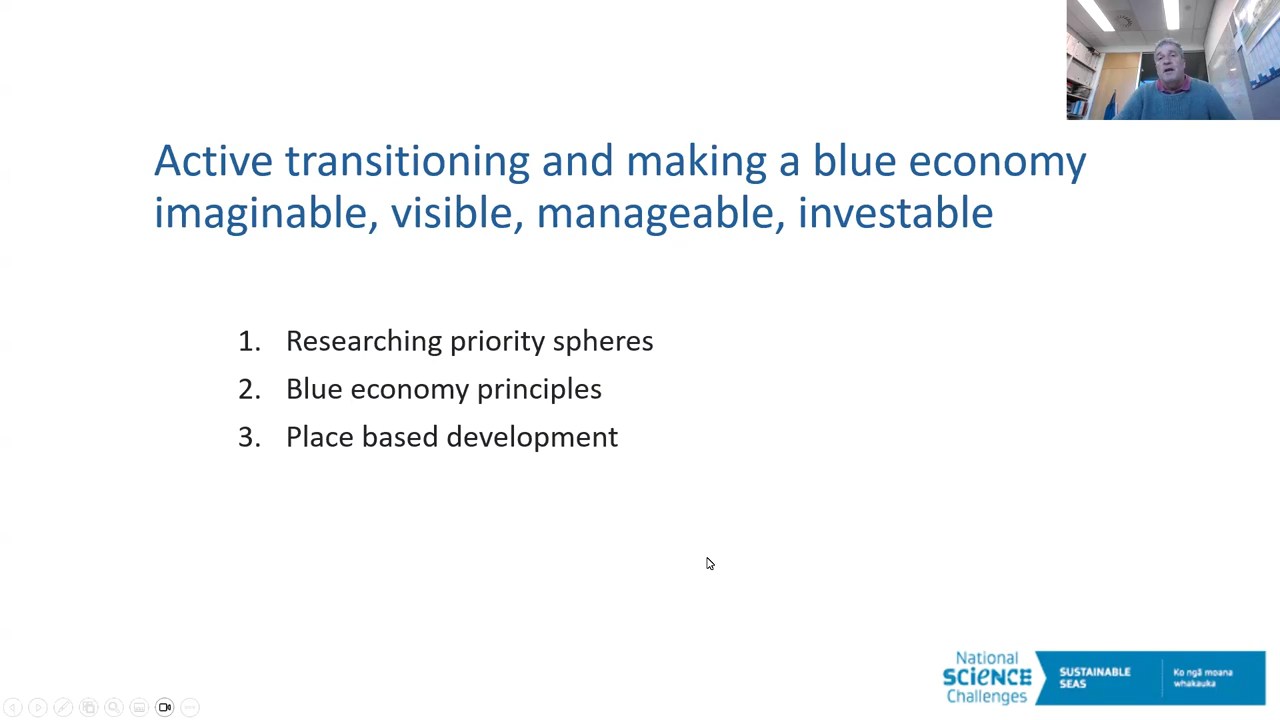 Active transitioning and making a blue economy
imaginable, visible, manageable, investable
1. Researching priority spheres
2. Blue economy principles
3. Place based development
National
SCIENCE
Challenges
SUSTAINABLE
SEAS
Ko ngā moana
whakauka